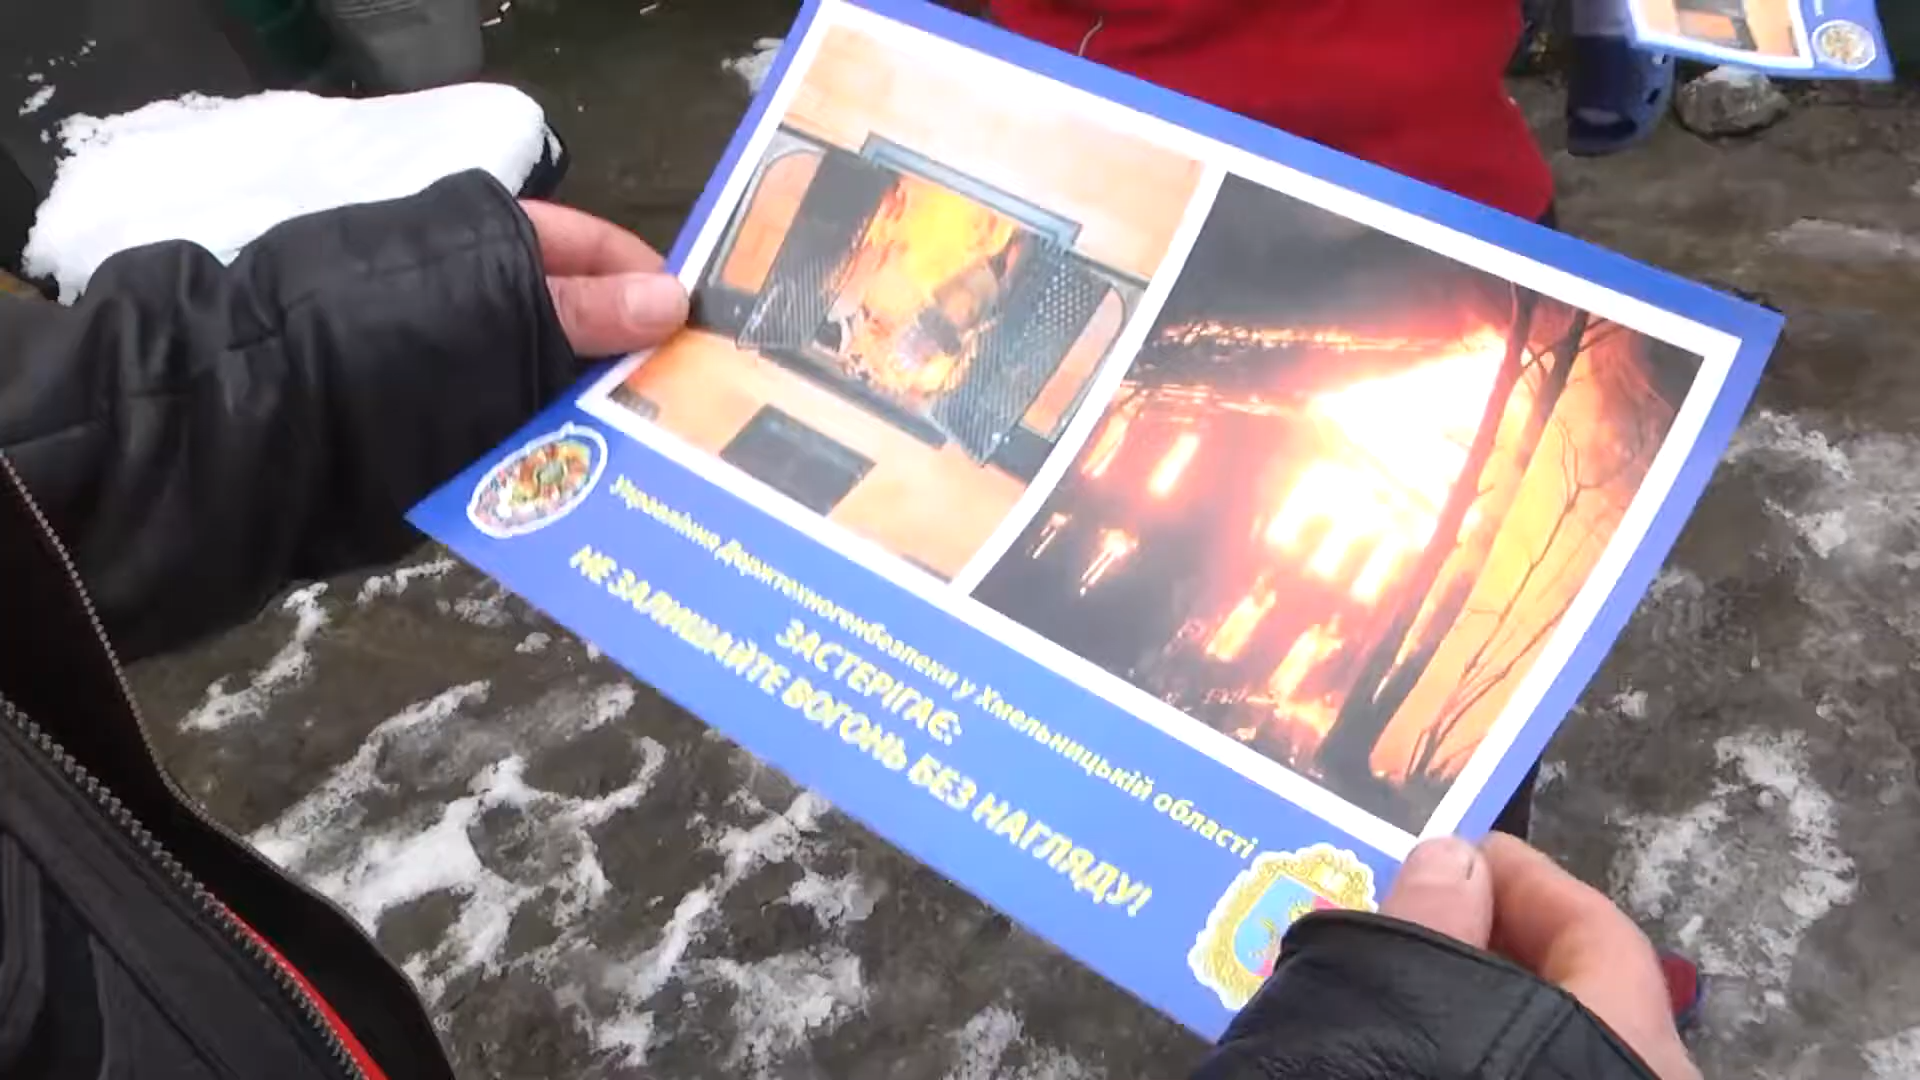 Управління Держтехногенбезпеки у Хмельницькій області
ЗАСТЕРІГАЄ:
НЕ ЗАЛИШАЙТЕ ВОГОНЬ БЕЗ НАГЛЯДУ!